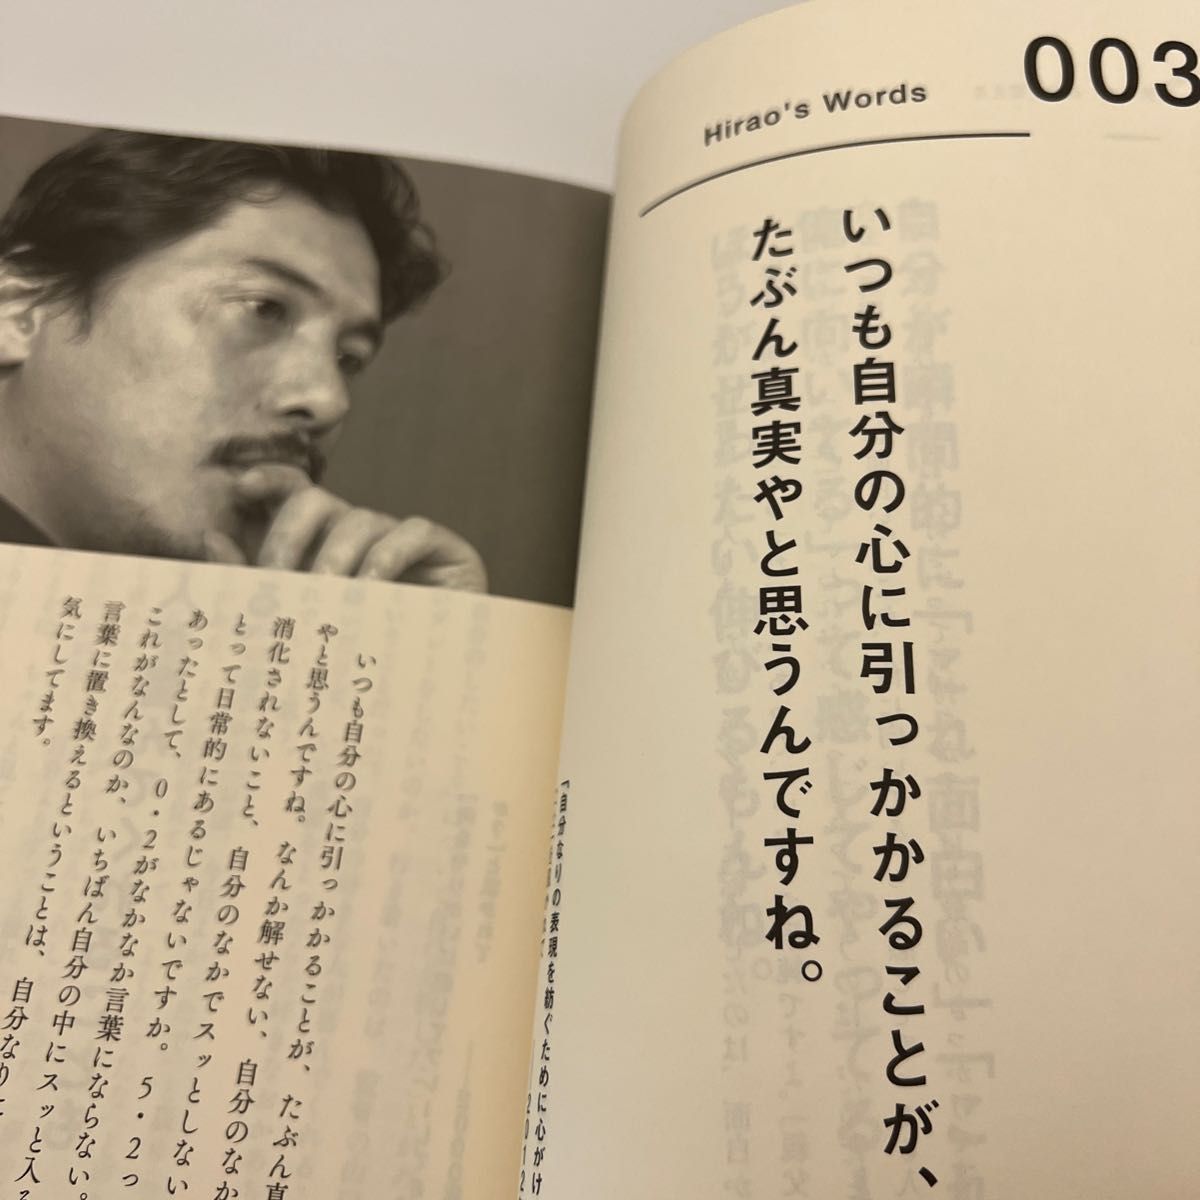 003
Hirao's Words
いつも自分の心に引っかかることが、
たぶん真実やと思うんですね。
「自分なりの表現を紡ぐために心がけ
2012
いつも自分の心に引っかかることが、たぶん真
やと思うんですね。なんか解せない、自分のなか
消化されないこと、自分のなかでスッとしない
とって日常的にあるじゃないですか。5・2っ
あったとして、0・2がなかなか言葉にならない。
これがなんなのか、いちばん自分の中にスッと入る
言葉に置き換えるということは、自分なりに
気にしてます。